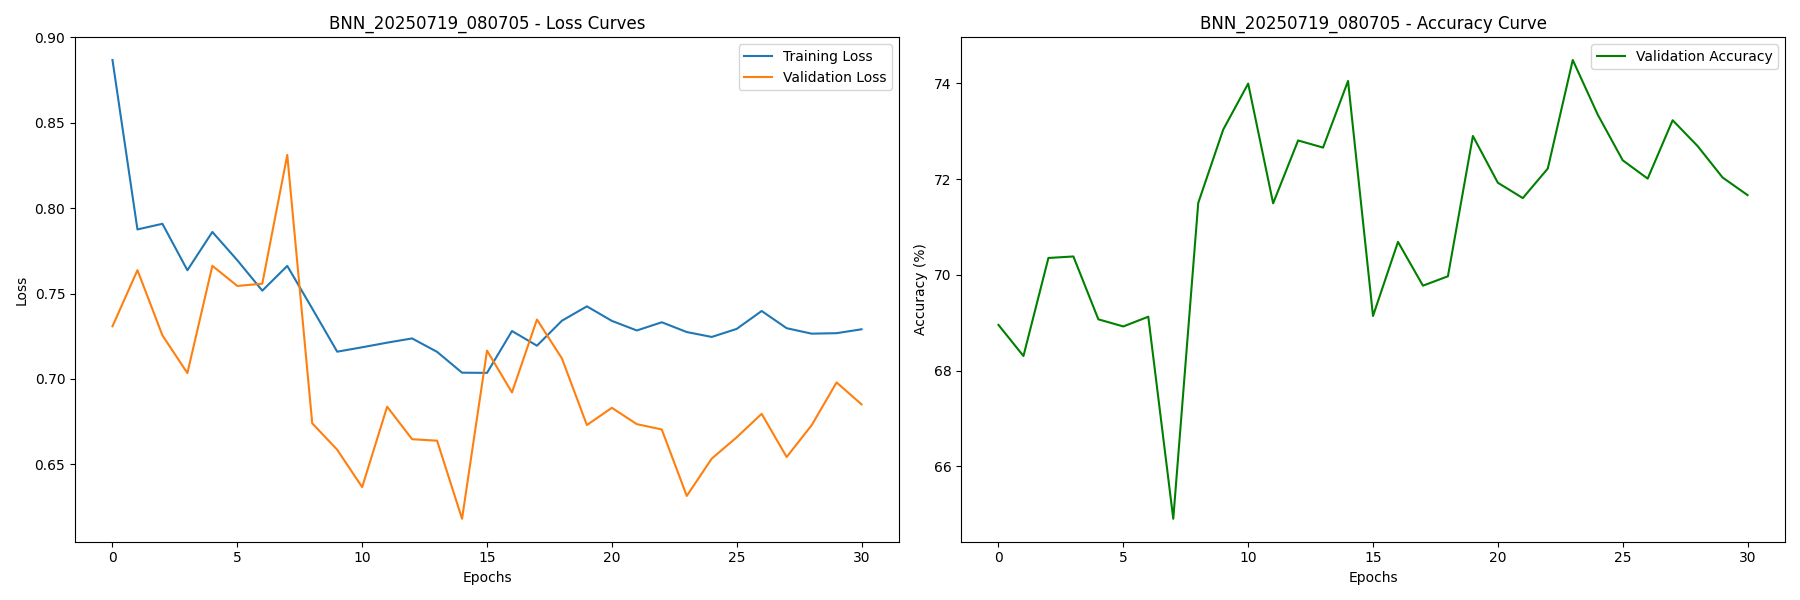 BNN_20250719_080705 - Loss Curves
0.90
0.85
0.80
0.75
0.70
0.65
Loss
Training Loss
Validation Loss
0 5 10 15 20 25 30
Epochs
BNN_20250719_080705 - Accuracy Curve
74
72
70
68
66
Accuracy (%)
Validation Accuracy
0 5 10 15 20 25 30
Epochs